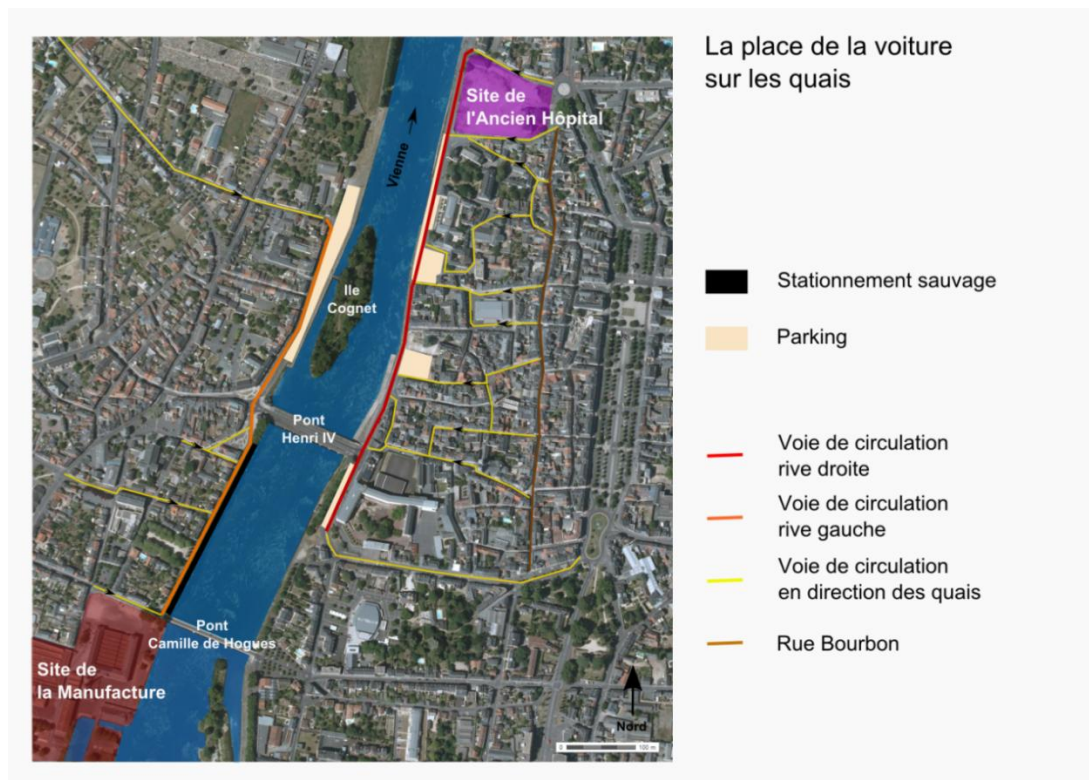 La place de la voiture
sur les quais
Site de
l'Ancien Hôpital
Vienne
Ile
Cognet
Pont
Henri IV
Pont
Camille de Hogues
Site de
la Manufacture
Nord
0 100 m
Stationnement sauvage
Parking
Voie de circulation
rive droite
Voie de circulation
rive gauche
Voie de circulation
en direction des quais
Rue Bourbon